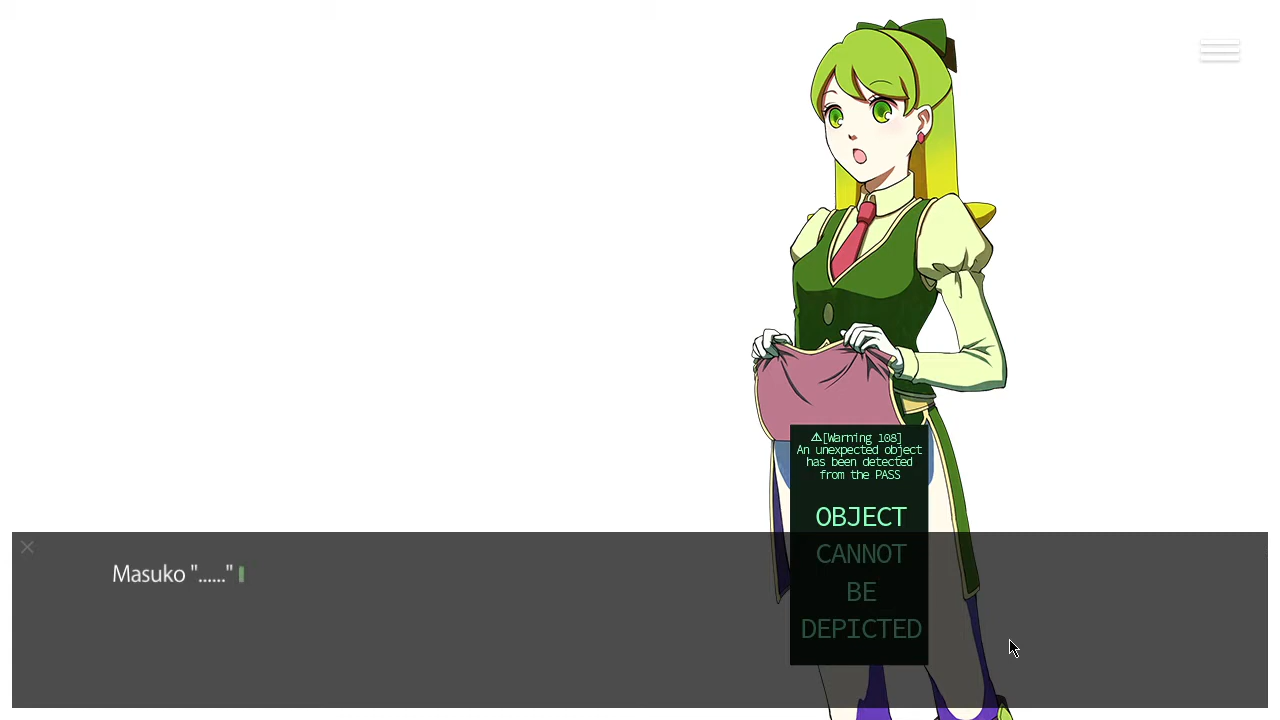 ⚠[Warning 108]
An unexpected object
has been detected
from the PASS
OBJECT
CANNOT
BE
DEPICTED
Masuko "......"